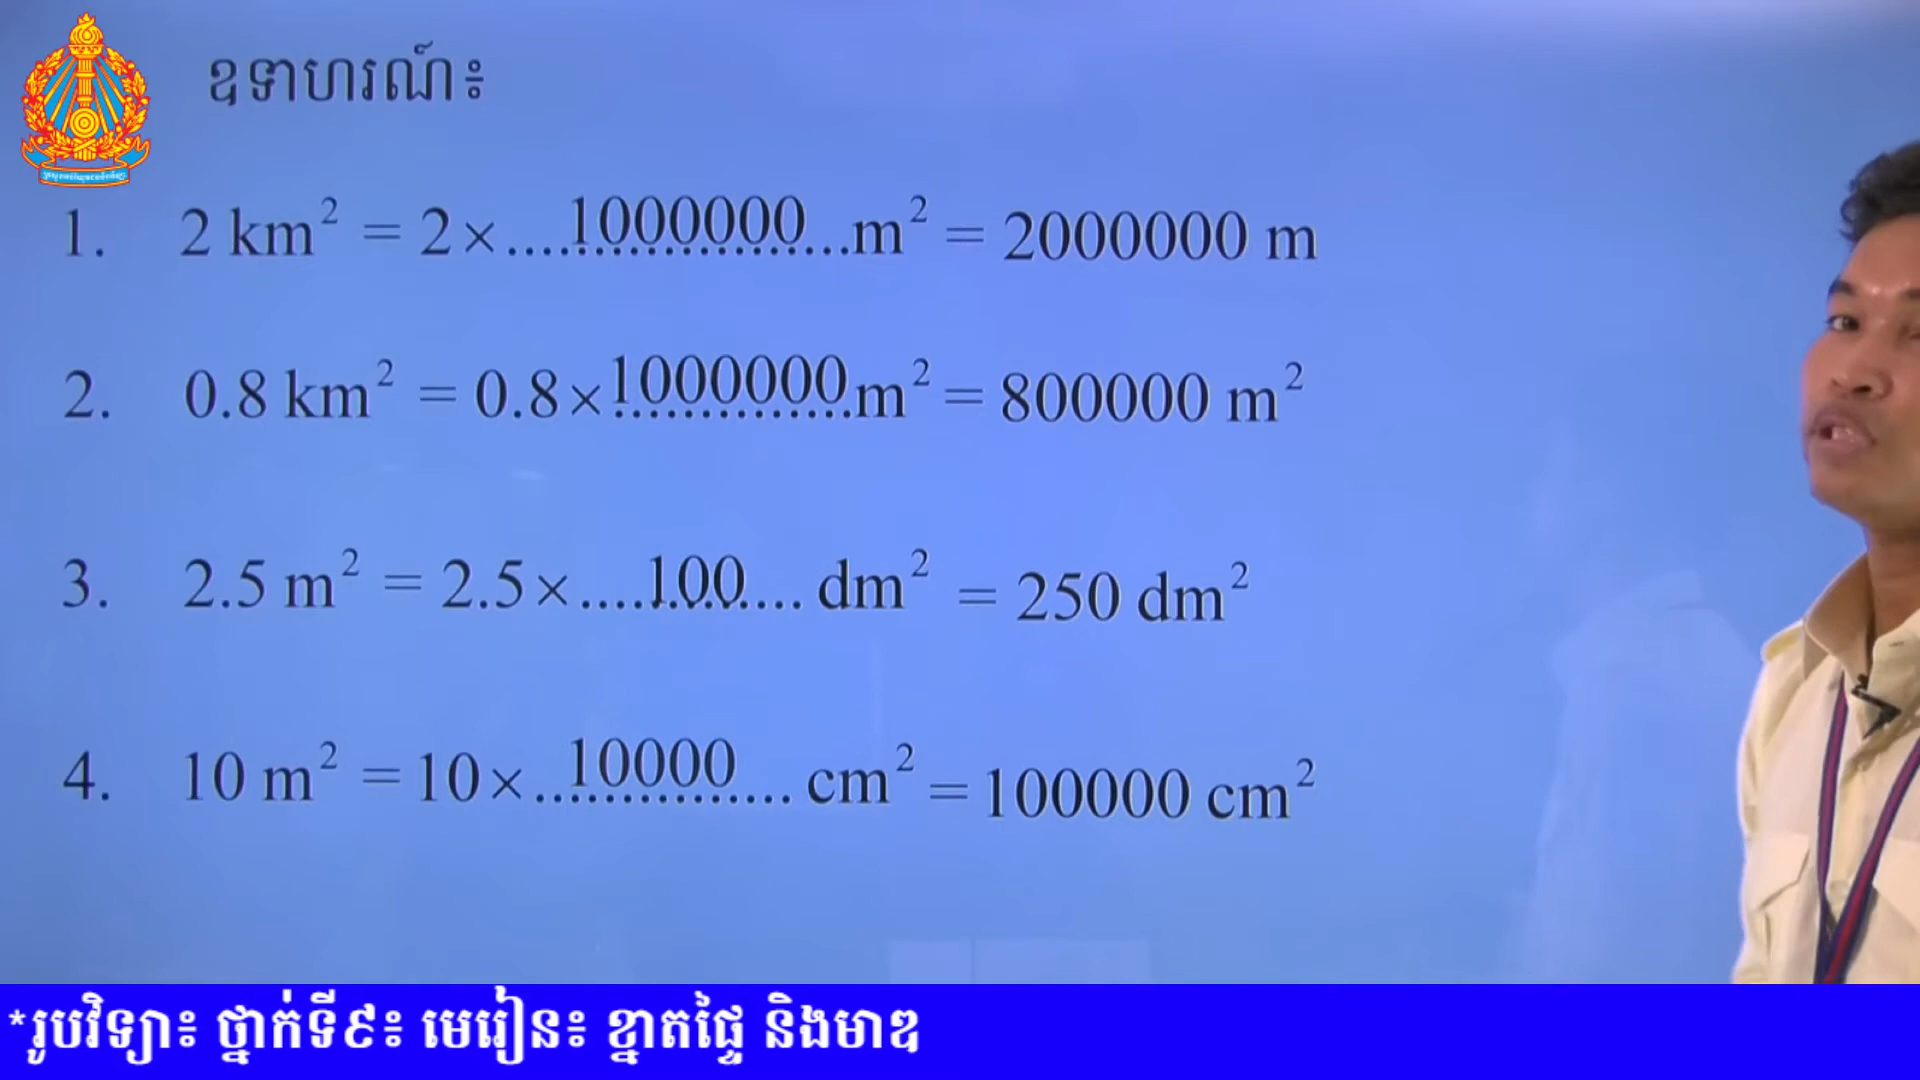 ឧទាហរណ៍៖
1. 2 km² = 2×....1000000...m² = 2000000 m
2. 0.8 km² = 0.8×1000000m² = 800000 m²
3. 2.5 m² = 2.5×....100.... dm² = 250 dm²
4. 10 m² = 10×..10000... cm² = 100000 cm²
*រូបវិទ្យា៖ ថ្នាក់ទី៩៖ មេរៀន៖ ខ្នាតផ្ទៃ និងមាឌ